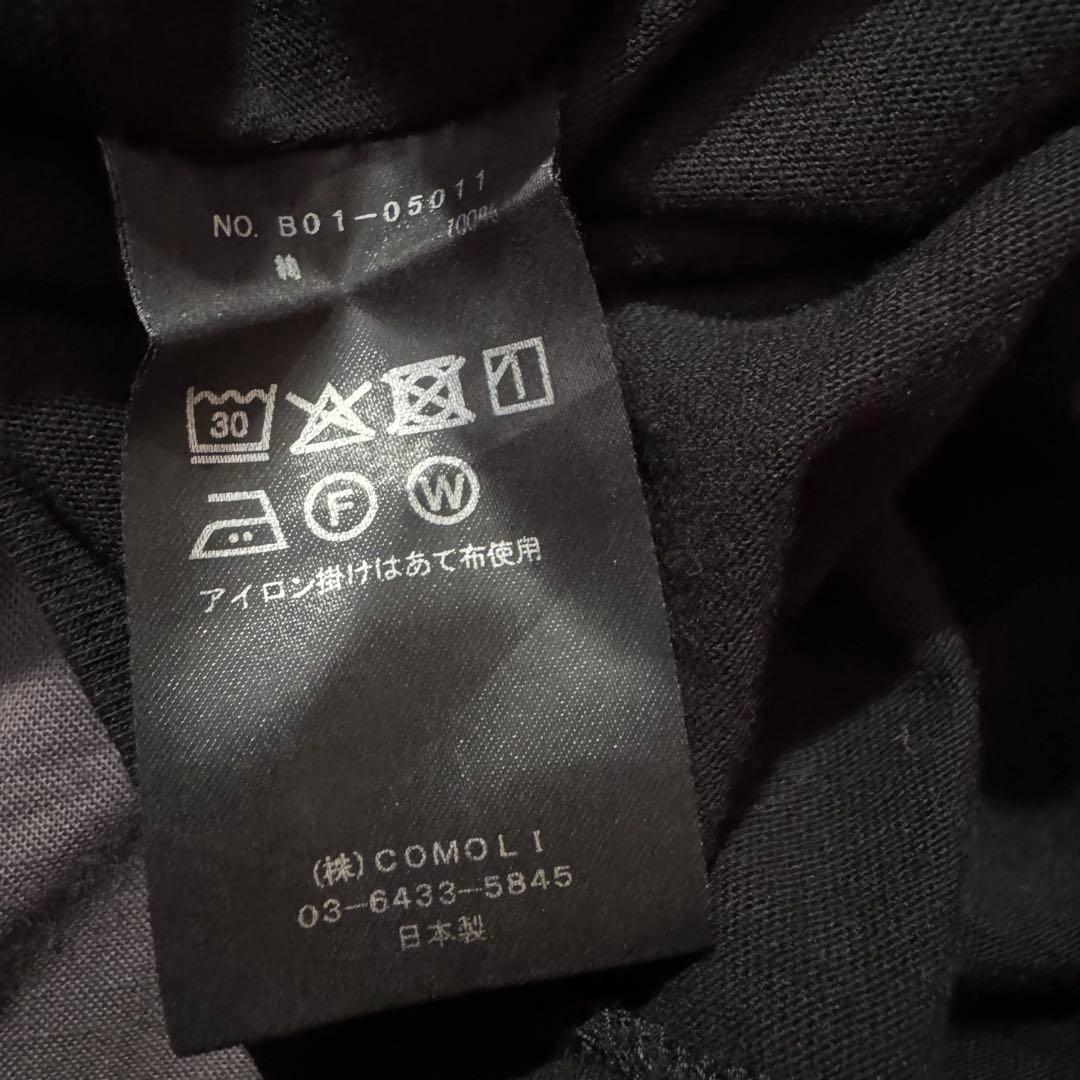 NO. B01-05011
綿 100%
30
F W
アイロン掛けはあて布使用
(株)COMOLI
03-6433-5845
日本製